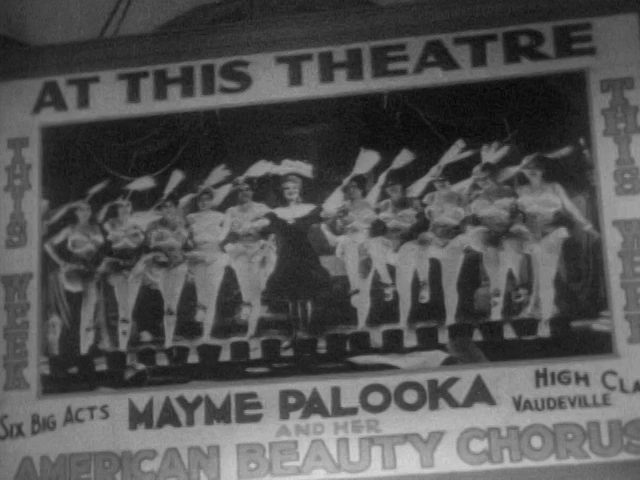 AT THIS THEATRE
THIS WEEK
THIS WEEK
SIX BIG ACTS
MAYME PALOOKA
HIGH CLA
VAUDEVILLE
AND HER
AMERICAN BEAUTY CHORUS